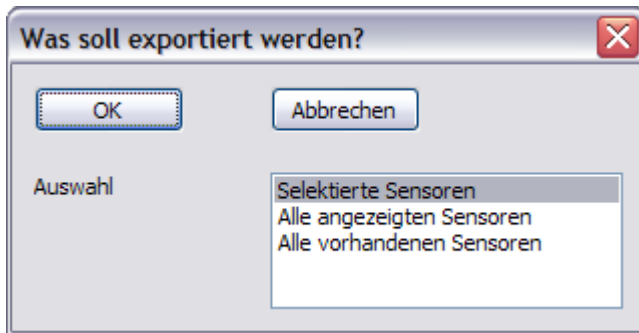 Was soll exportiert werden?
OK Abbrechen
Auswahl Selektierte Sensoren
Alle angezeigten Sensoren
Alle vorhandenen Sensoren